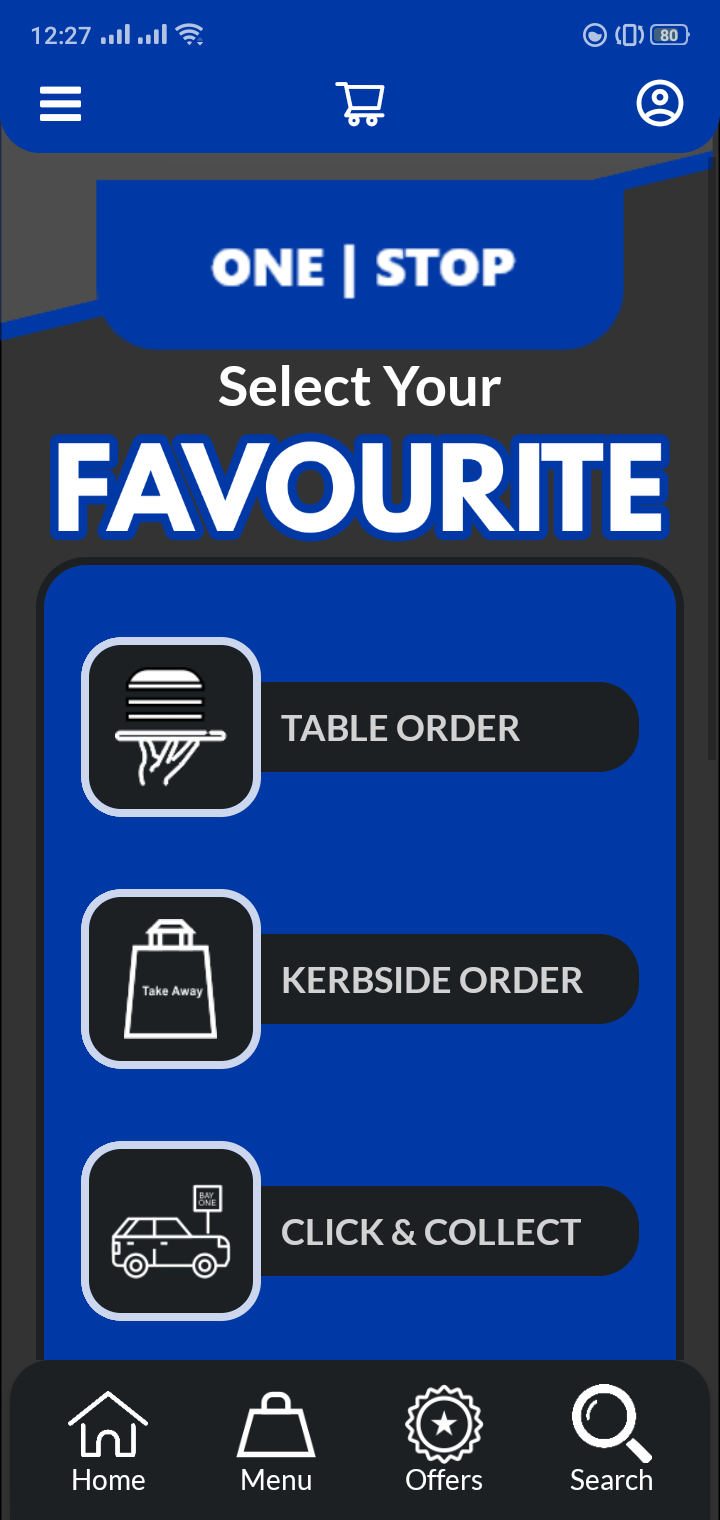 12:27
80
ONE | STOP
Select Your
FAVOURITE
TABLE ORDER
Take Away
KERBSIDE ORDER
BAY
ONE
CLICK & COLLECT
Home Menu Offers Search